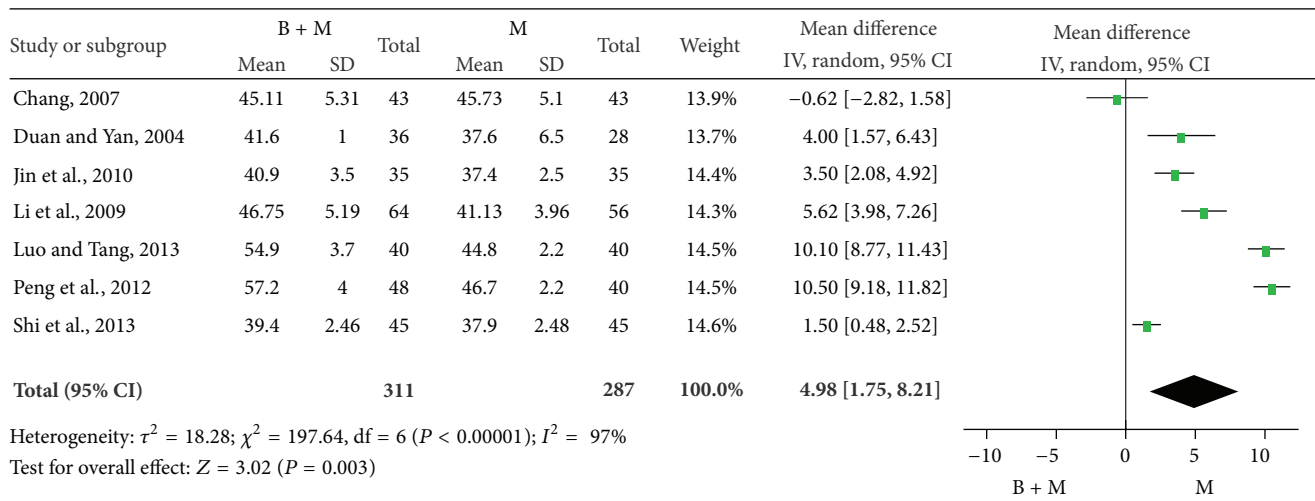 Study or subgroup B + M Total M Total Weight Mean difference Mean difference
Mean SD Mean SD IV, random, 95% CI IV, random, 95% CI
Chang, 2007 45.11 5.31 43 45.73 5.1 43 13.9% −0.62 [−2.82, 1.58]
Duan and Yan, 2004 41.6 1 36 37.6 6.5 28 13.7% 4.00 [1.57, 6.43]
Jin et al., 2010 40.9 3.5 35 37.4 2.5 35 14.4% 3.50 [2.08, 4.92]
Li et al., 2009 46.75 5.19 64 41.13 3.96 56 14.3% 5.62 [3.98, 7.26]
Luo and Tang, 2013 54.9 3.7 40 44.8 2.2 40 14.5% 10.10 [8.77, 11.43]
Peng et al., 2012 57.2 4 48 46.7 2.2 40 14.5% 10.50 [9.18, 11.82]
Shi et al., 2013 39.4 2.46 45 37.9 2.48 45 14.6% 1.50 [0.48, 2.52]
Total (95% CI) 311 287 100.0% 4.98 [1.75, 8.21]
Heterogeneity: τ² = 18.28; χ² = 197.64, df = 6 (P < 0.00001); I² = 97%
Test for overall effect: Z = 3.02 (P = 0.003)
−10 −5 0 5 10
B + M M